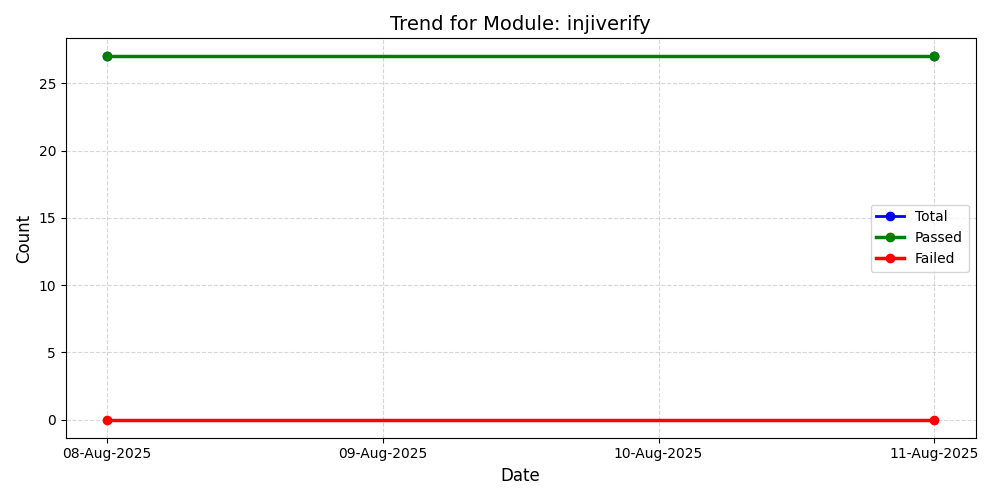 Trend for Module: injiverify
Count
25
20
15
10
5
0
Total
Passed
Failed
08-Aug-2025
09-Aug-2025
10-Aug-2025
11-Aug-2025
Date